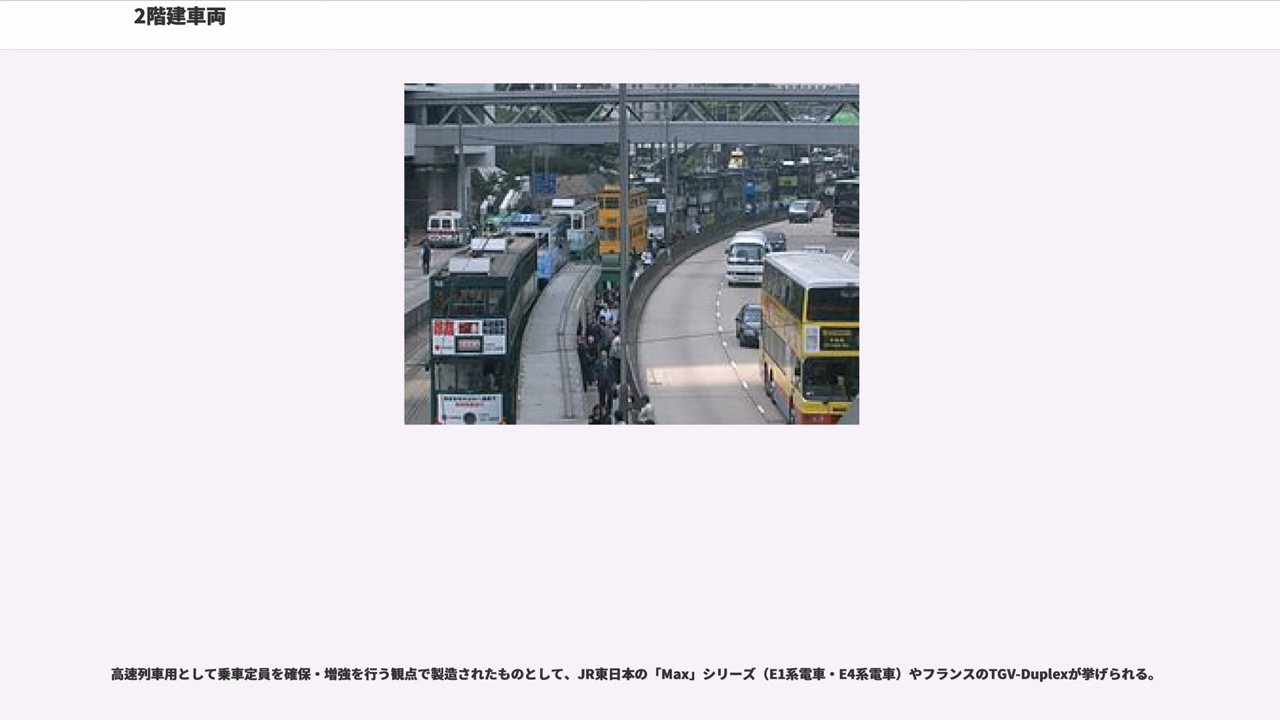 2階建車両
高速列車用として乗車定員を確保・増強を行う観点で製造されたものとして、JR東日本の「Max」シリーズ（E1系電車・E4系電車）やフランスのTGV-Duplexが挙げられる。